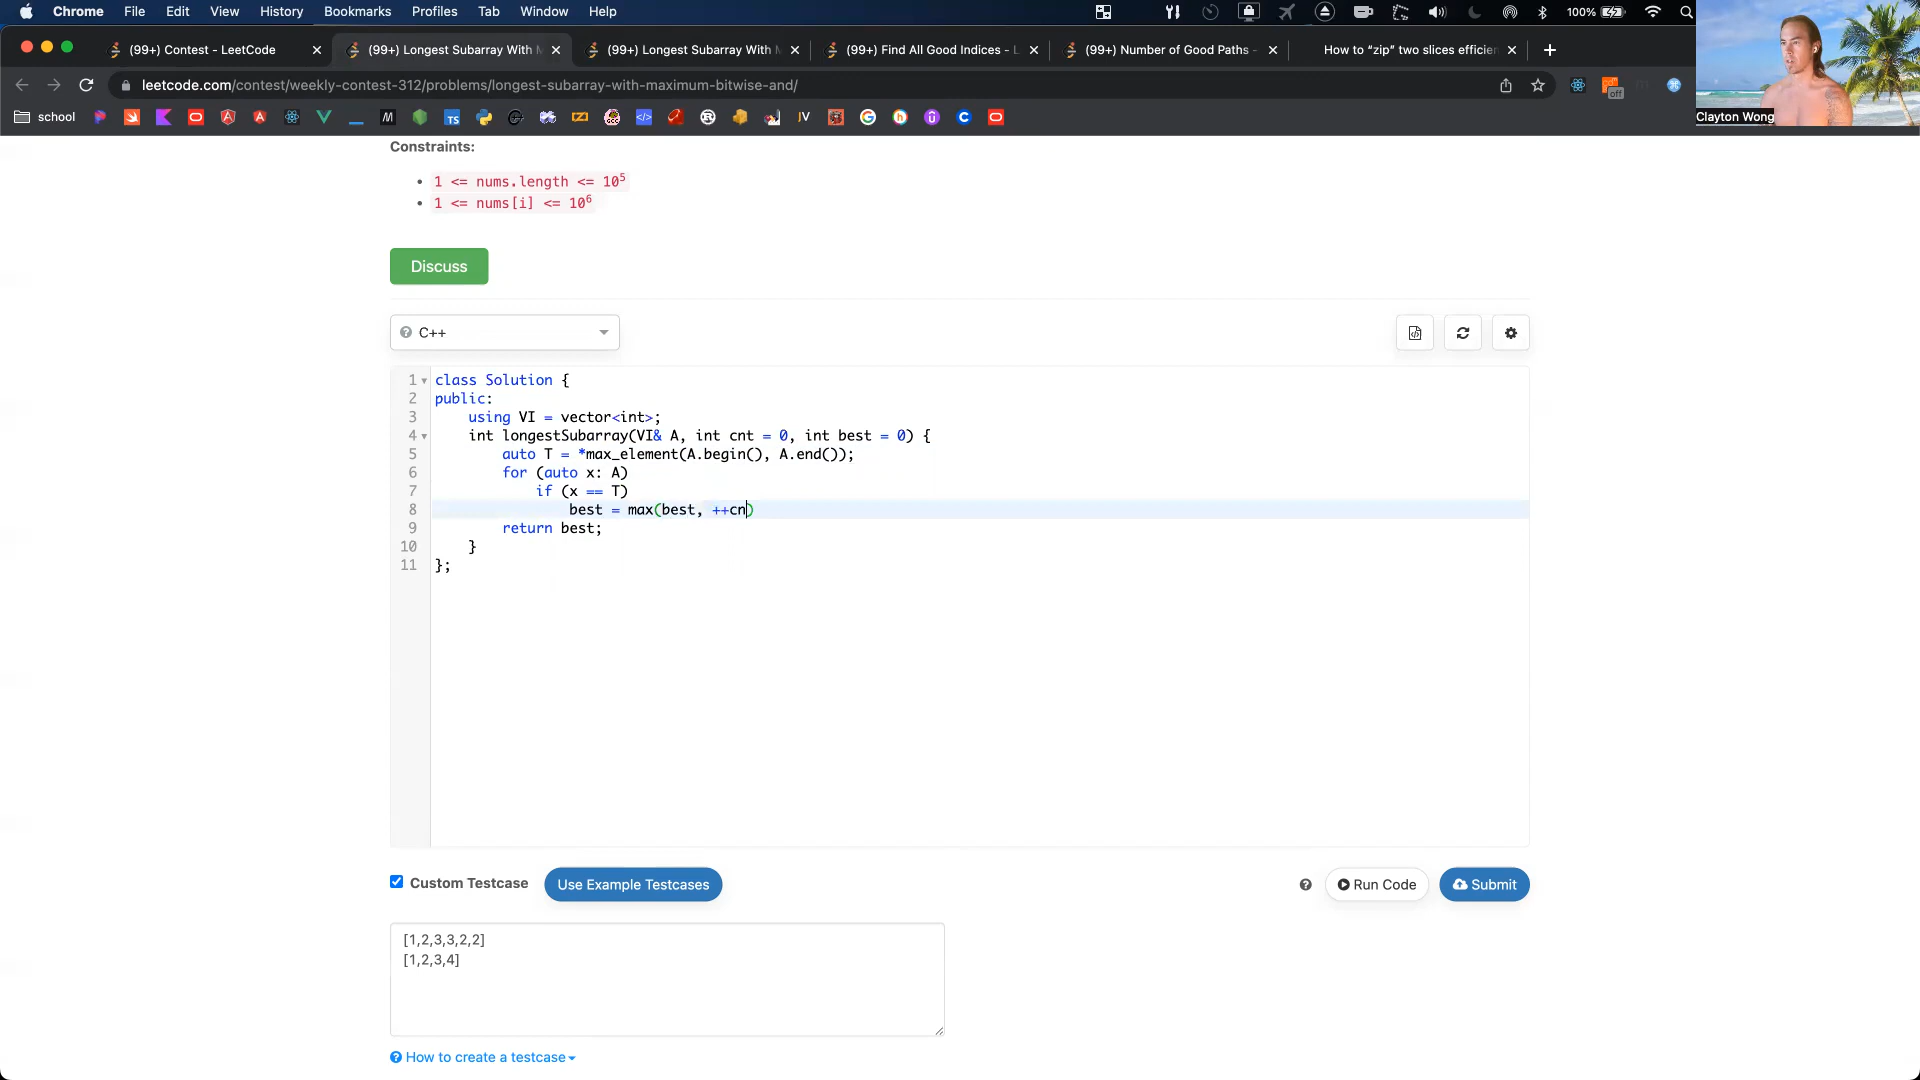 Chrome File Edit View History Bookmarks Profiles Tab Window Help 100%
(99+) Contest - LeetCode
(99+) Longest Subarray With M
(99+) Longest Subarray With M
(99+) Find All Good Indices - L
(99+) Number of Good Paths -
How to "zip" two slices efficien
leetcode.com/contest/weekly-contest-312/problems/longest-subarray-with-maximum-bitwise-and/
off
school
Clayton Wong
Constraints:
1 <= nums.length <= 10^5
1 <= nums[i] <= 10^6
Discuss
C++
1 class Solution {
2 public:
3 using VI = vector<int>;
4 int longestSubarray(VI& A, int cnt = 0, int best = 0) {
5 auto T = *max_element(A.begin(), A.end());
6 for (auto x: A)
7 if (x == T)
8 best = max(best, ++cn)
9 return best;
10 }
11 };
Custom Testcase
Use Example Testcases
Run Code
Submit
[1,2,3,3,2,2]
[1,2,3,4]
How to create a testcase